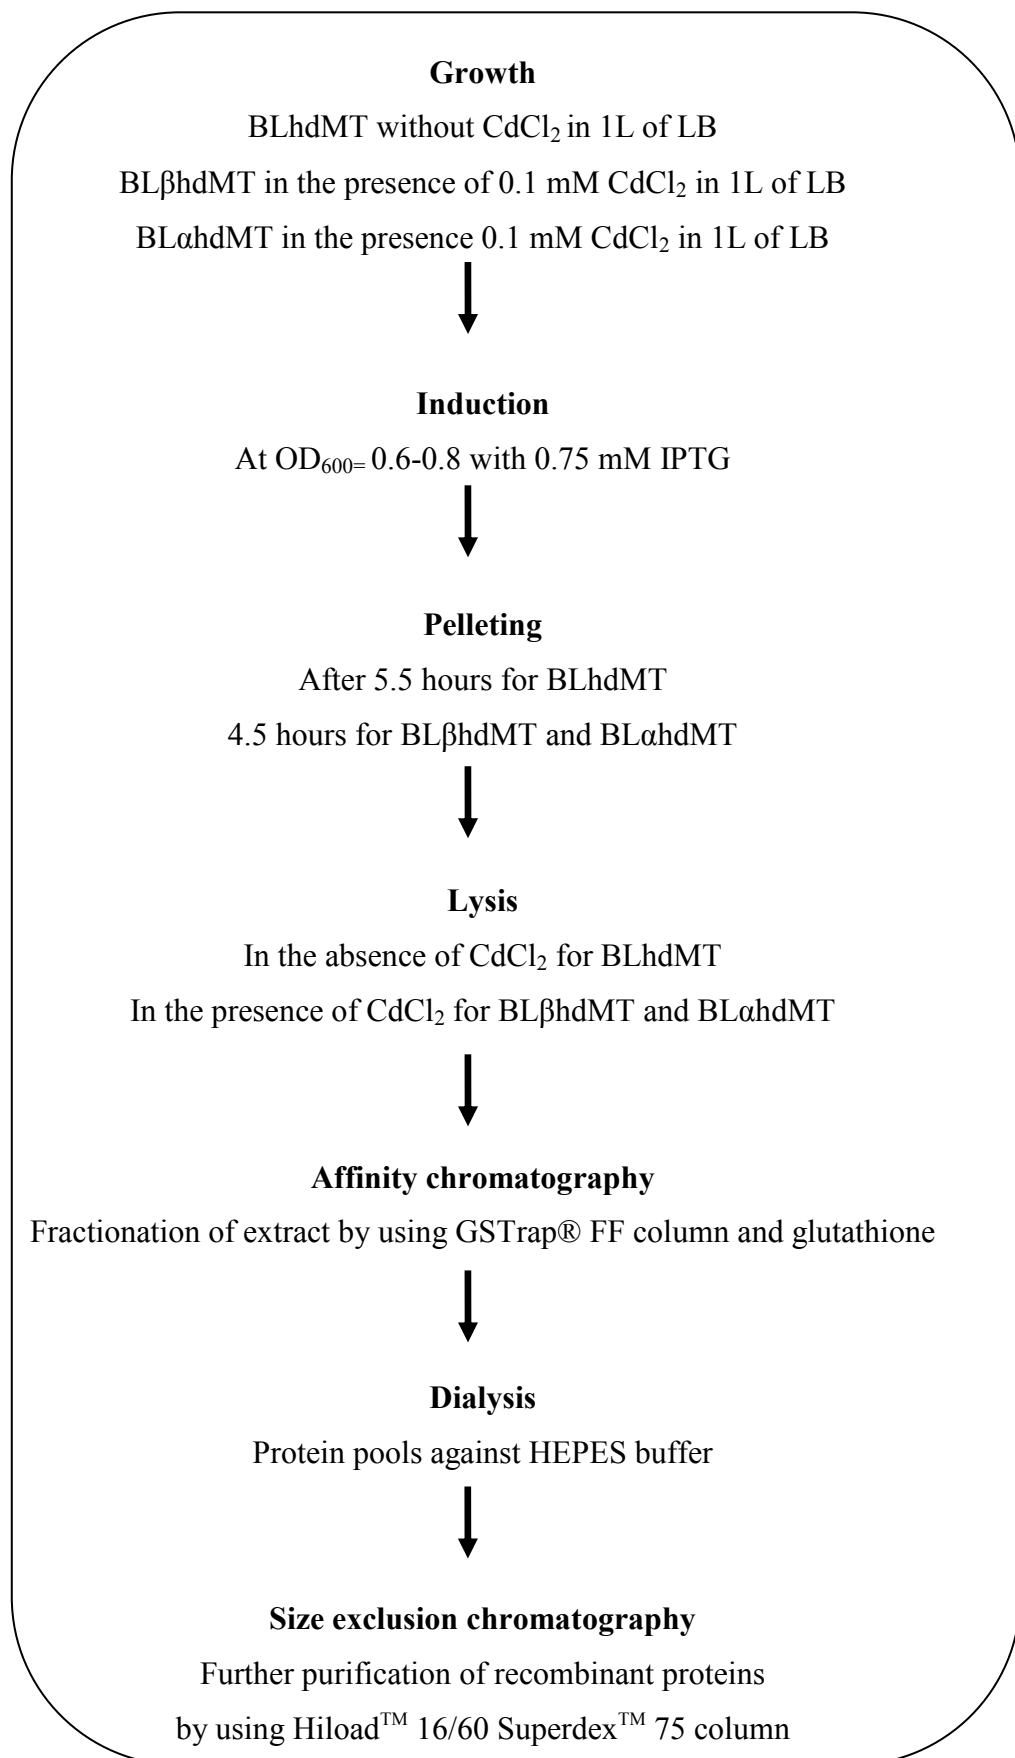 Growth
BLhdMT without CdCl₂ in 1L of LB
BLβhdMT in the presence of 0.1 mM CdCl₂ in 1L of LB
BLαhdMT in the presence 0.1 mM CdCl₂ in 1L of LB
Induction
At OD₆₀₀₌ 0.6-0.8 with 0.75 mM IPTG
Pelleting
After 5.5 hours for BLhdMT
4.5 hours for BLβhdMT and BLαhdMT
Lysis
In the absence of CdCl₂ for BLhdMT
In the presence of CdCl₂ for BLβhdMT and BLαhdMT
Affinity chromatography
Fractionation of extract by using GSTrap® FF column and glutathione
Dialysis
Protein pools against HEPES buffer
Size exclusion chromatography
Further purification of recombinant proteins
by using Hiload™ 16/60 Superdex™ 75 column